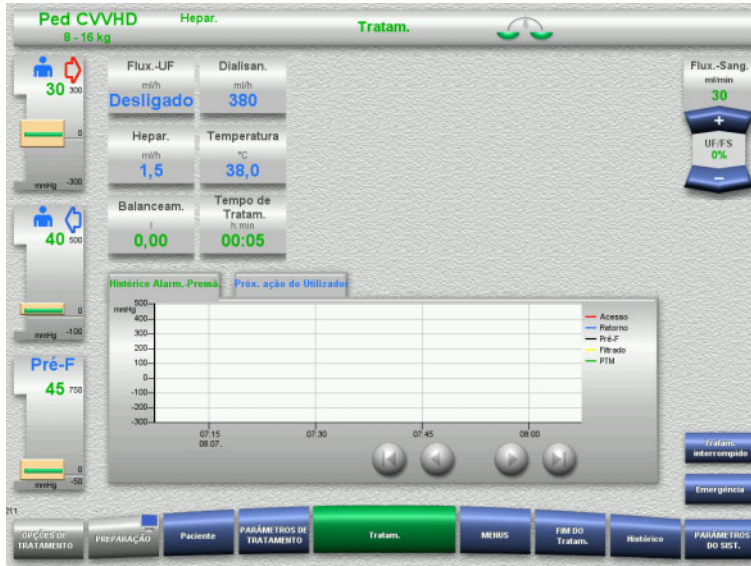 Ped CVVHD
Hepar.
Tratam.
8 - 16 kg
30
300
0
mmHg
-300
40
500
0
mmHg
-100
Pré-F
45
750
0
mmHg
-50
Flux.-UF
ml/h
Desligado
Dialisan.
ml/h
380
Hepar.
ml/h
1,5
Temperatura
°C
38,0
Balanceam.
l
0,00
Tempo de
Tratam.
h:min
00:05
Flux.-Sang.
ml/min
30
+
UF/FS
0%
−
Histórico Alarm.-Pressã.
Próx. ação do Utilizador
mmHg
500
400
300
200
100
0
-100
-200
-300
07:15
08.07.
07:30
07:45
08:00
Acesso
Retorno
Pré-F
Filtrado
PTM
Tratam.
interrompido
Emergência
211
OPÇÕES DE
TRATAMENTO
PREPARAÇÃO
Paciente
PARÂMETROS DE
TRATAMENTO
Tratam.
MENUS
FIM DO
Tratam.
Histórico
PARÂMETROS
DO SIST.